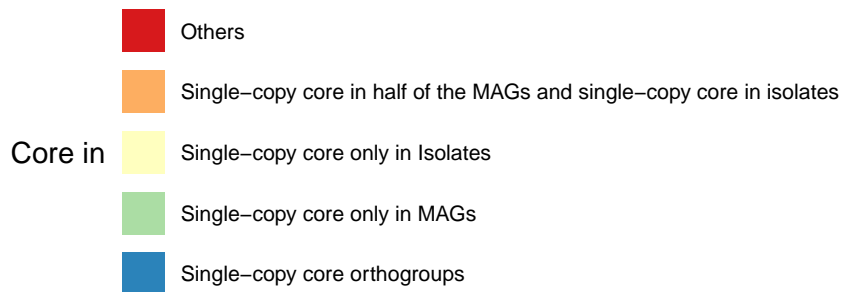 Others
Single−copy core in half of the MAGs and single−copy core in isolates
Core in
Single−copy core only in Isolates
Single−copy core only in MAGs
Single−copy core orthogroups